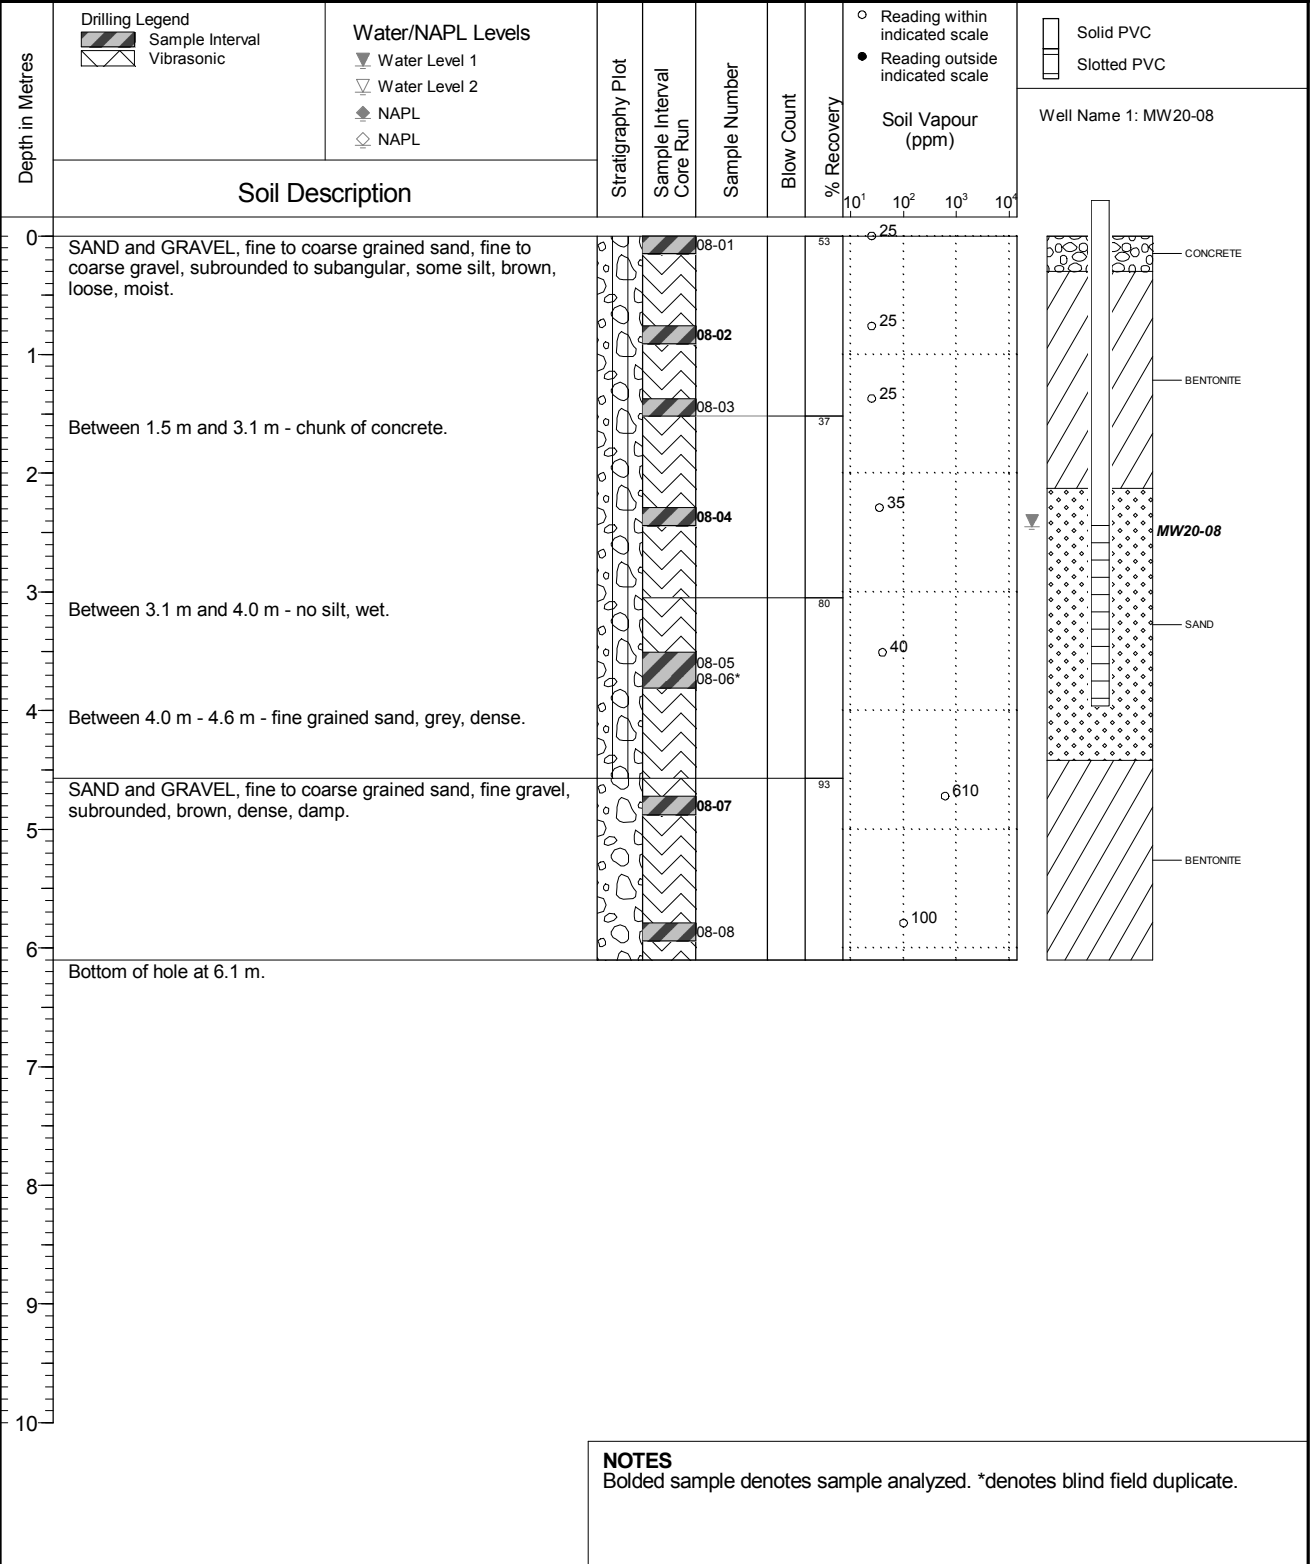 Drilling Legend
Sample Interval
Vibrasonic
Water/NAPL Levels
Water Level 1
Water Level 2
NAPL
NAPL
Depth in Metres
Soil Description
Stratigraphy Plot
Sample Interval
Core Run
Sample Number
Blow Count
% Recovery
Reading within
indicated scale
Reading outside
indicated scale
Soil Vapour
(ppm)
10¹ 10² 10³ 10⁴
Solid PVC
Slotted PVC
Well Name 1: MW20-08
0
SAND and GRAVEL, fine to coarse grained sand, fine to
coarse gravel, subrounded to subangular, some silt, brown,
loose, moist.
08-01
53
25
CONCRETE
08-02
25
1
BENTONITE
08-03
25
Between 1.5 m and 3.1 m - chunk of concrete.
37
2
08-04
35
MW20-08
3
Between 3.1 m and 4.0 m - no silt, wet.
80
SAND
08-05
08-06*
40
4
Between 4.0 m - 4.6 m - fine grained sand, grey, dense.
SAND and GRAVEL, fine to coarse grained sand, fine gravel,
subrounded, brown, dense, damp.
93
08-07
610
5
BENTONITE
08-08
100
6
Bottom of hole at 6.1 m.
7
8
9
10
NOTES
Bolded sample denotes sample analyzed. *denotes blind field duplicate.